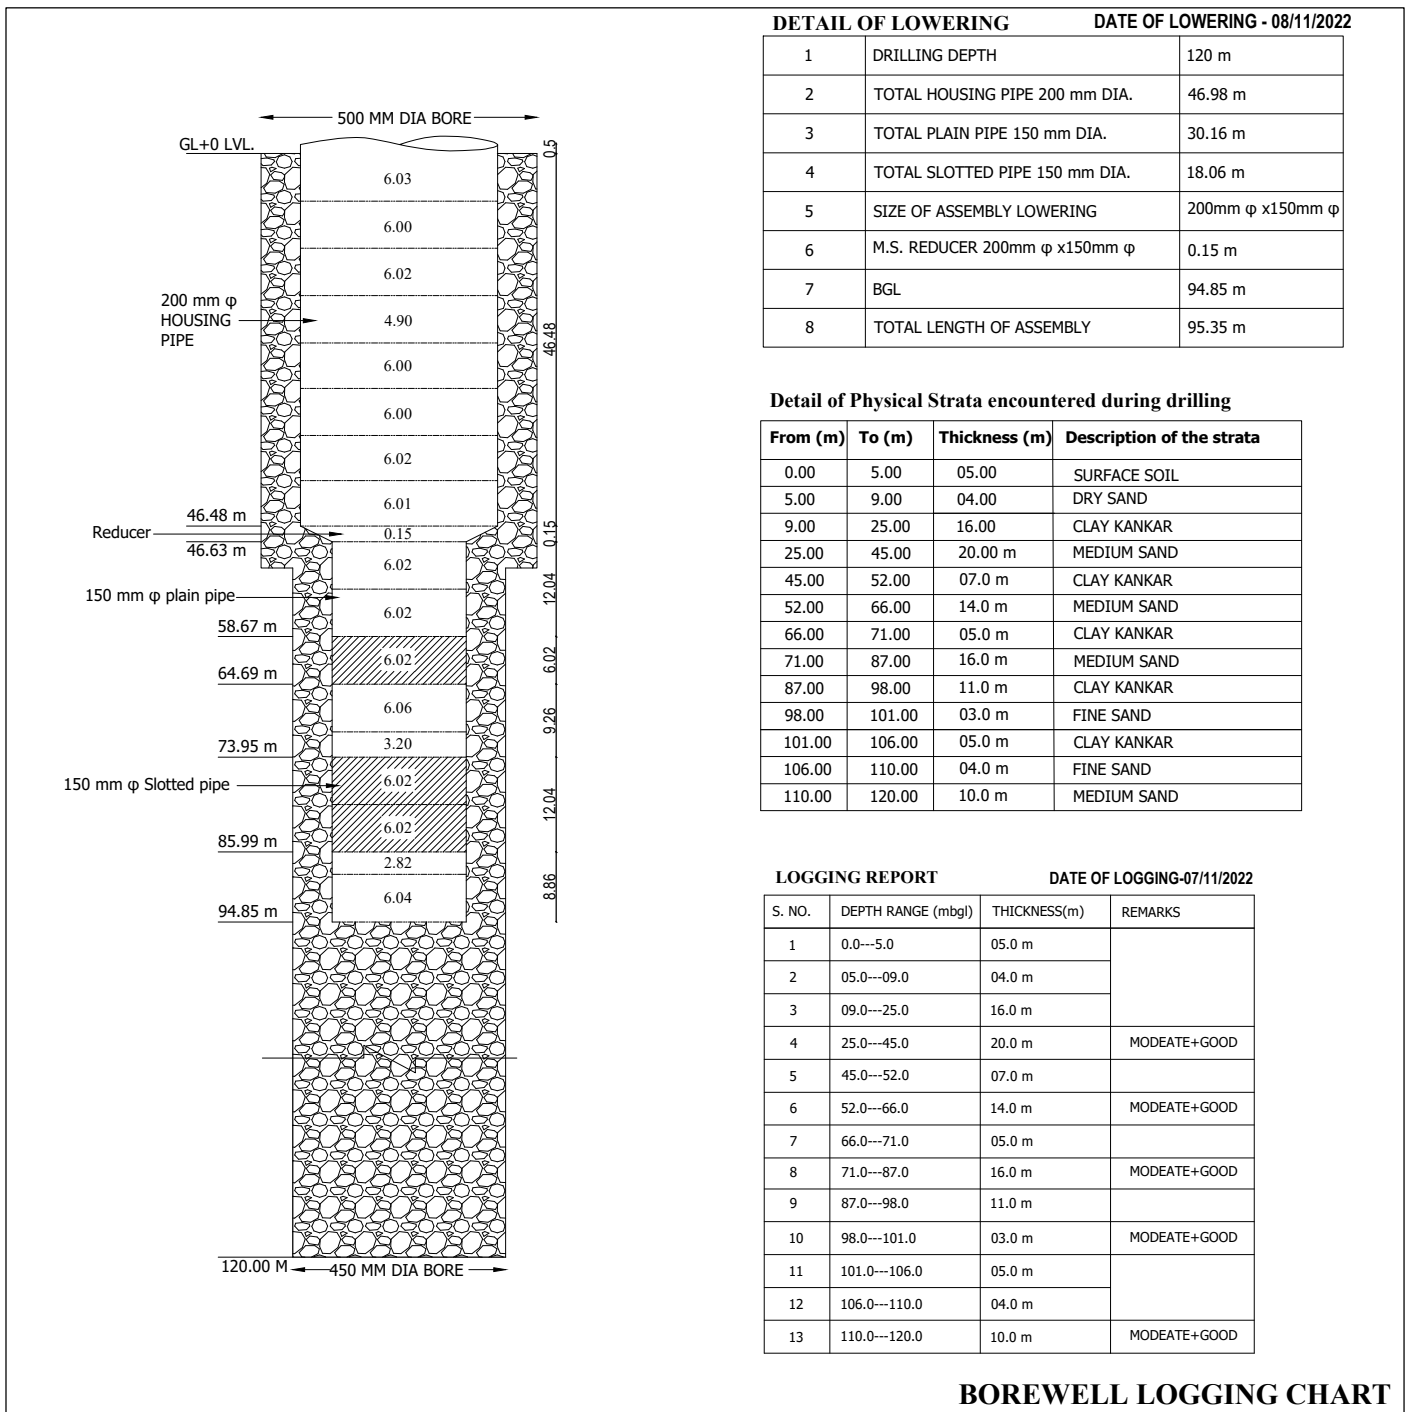 DETAIL OF LOWERING DATE OF LOWERING - 08/11/2022
1 DRILLING DEPTH 120 m
2 TOTAL HOUSING PIPE 200 mm DIA. 46.98 m
3 TOTAL PLAIN PIPE 150 mm DIA. 30.16 m
4 TOTAL SLOTTED PIPE 150 mm DIA. 18.06 m
5 SIZE OF ASSEMBLY LOWERING 200mm φ x150mm φ
6 M.S. REDUCER 200mm φ x150mm φ 0.15 m
7 BGL 94.85 m
8 TOTAL LENGTH OF ASSEMBLY 95.35 m
500 MM DIA BORE
GL+0 LVL.
0.5
6.03
6.00
6.02
200 mm φ
HOUSING
PIPE
4.90
46.48
6.00
6.00
6.02
6.01
46.48 m
Reducer
0.15
0.15
46.63 m
6.02
12.04
150 mm φ plain pipe
6.02
58.67 m
6.02
6.02
64.69 m
6.06
9.26
3.20
73.95 m
150 mm φ Slotted pipe
6.02
12.04
6.02
85.99 m
2.82
8.86
6.04
94.85 m
120.00 M
450 MM DIA BORE
Detail of Physical Strata encountered during drilling
From (m) To (m) Thickness (m) Description of the strata
0.00 5.00 05.00 SURFACE SOIL
5.00 9.00 04.00 DRY SAND
9.00 25.00 16.00 CLAY KANKAR
25.00 45.00 20.00 m MEDIUM SAND
45.00 52.00 07.0 m CLAY KANKAR
52.00 66.00 14.0 m MEDIUM SAND
66.00 71.00 05.0 m CLAY KANKAR
71.00 87.00 16.0 m MEDIUM SAND
87.00 98.00 11.0 m CLAY KANKAR
98.00 101.00 03.0 m FINE SAND
101.00 106.00 05.0 m CLAY KANKAR
106.00 110.00 04.0 m FINE SAND
110.00 120.00 10.0 m MEDIUM SAND
LOGGING REPORT DATE OF LOGGING-07/11/2022
S. NO. DEPTH RANGE (mbgl) THICKNESS(m) REMARKS
1 0.0---5.0 05.0 m
2 05.0---09.0 04.0 m
3 09.0---25.0 16.0 m
4 25.0---45.0 20.0 m MODEATE+GOOD
5 45.0---52.0 07.0 m
6 52.0---66.0 14.0 m MODEATE+GOOD
7 66.0---71.0 05.0 m
8 71.0---87.0 16.0 m MODEATE+GOOD
9 87.0---98.0 11.0 m
10 98.0---101.0 03.0 m MODEATE+GOOD
11 101.0---106.0 05.0 m
12 106.0---110.0 04.0 m
13 110.0---120.0 10.0 m MODEATE+GOOD
BOREWELL LOGGING CHART